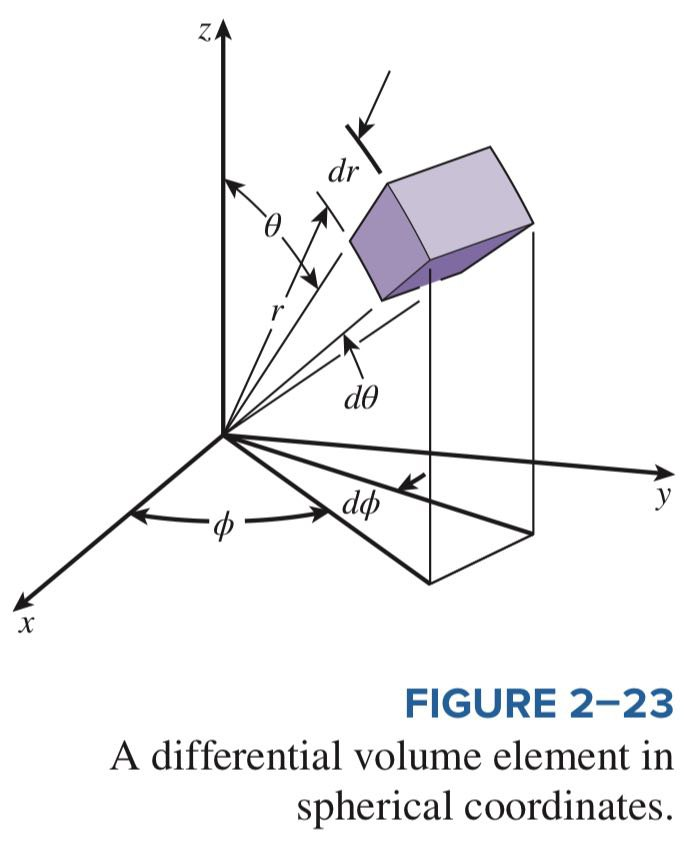 z
dr
θ
r
dθ
y
dϕ
ϕ
x
FIGURE 2–23
A differential volume element in
spherical coordinates.